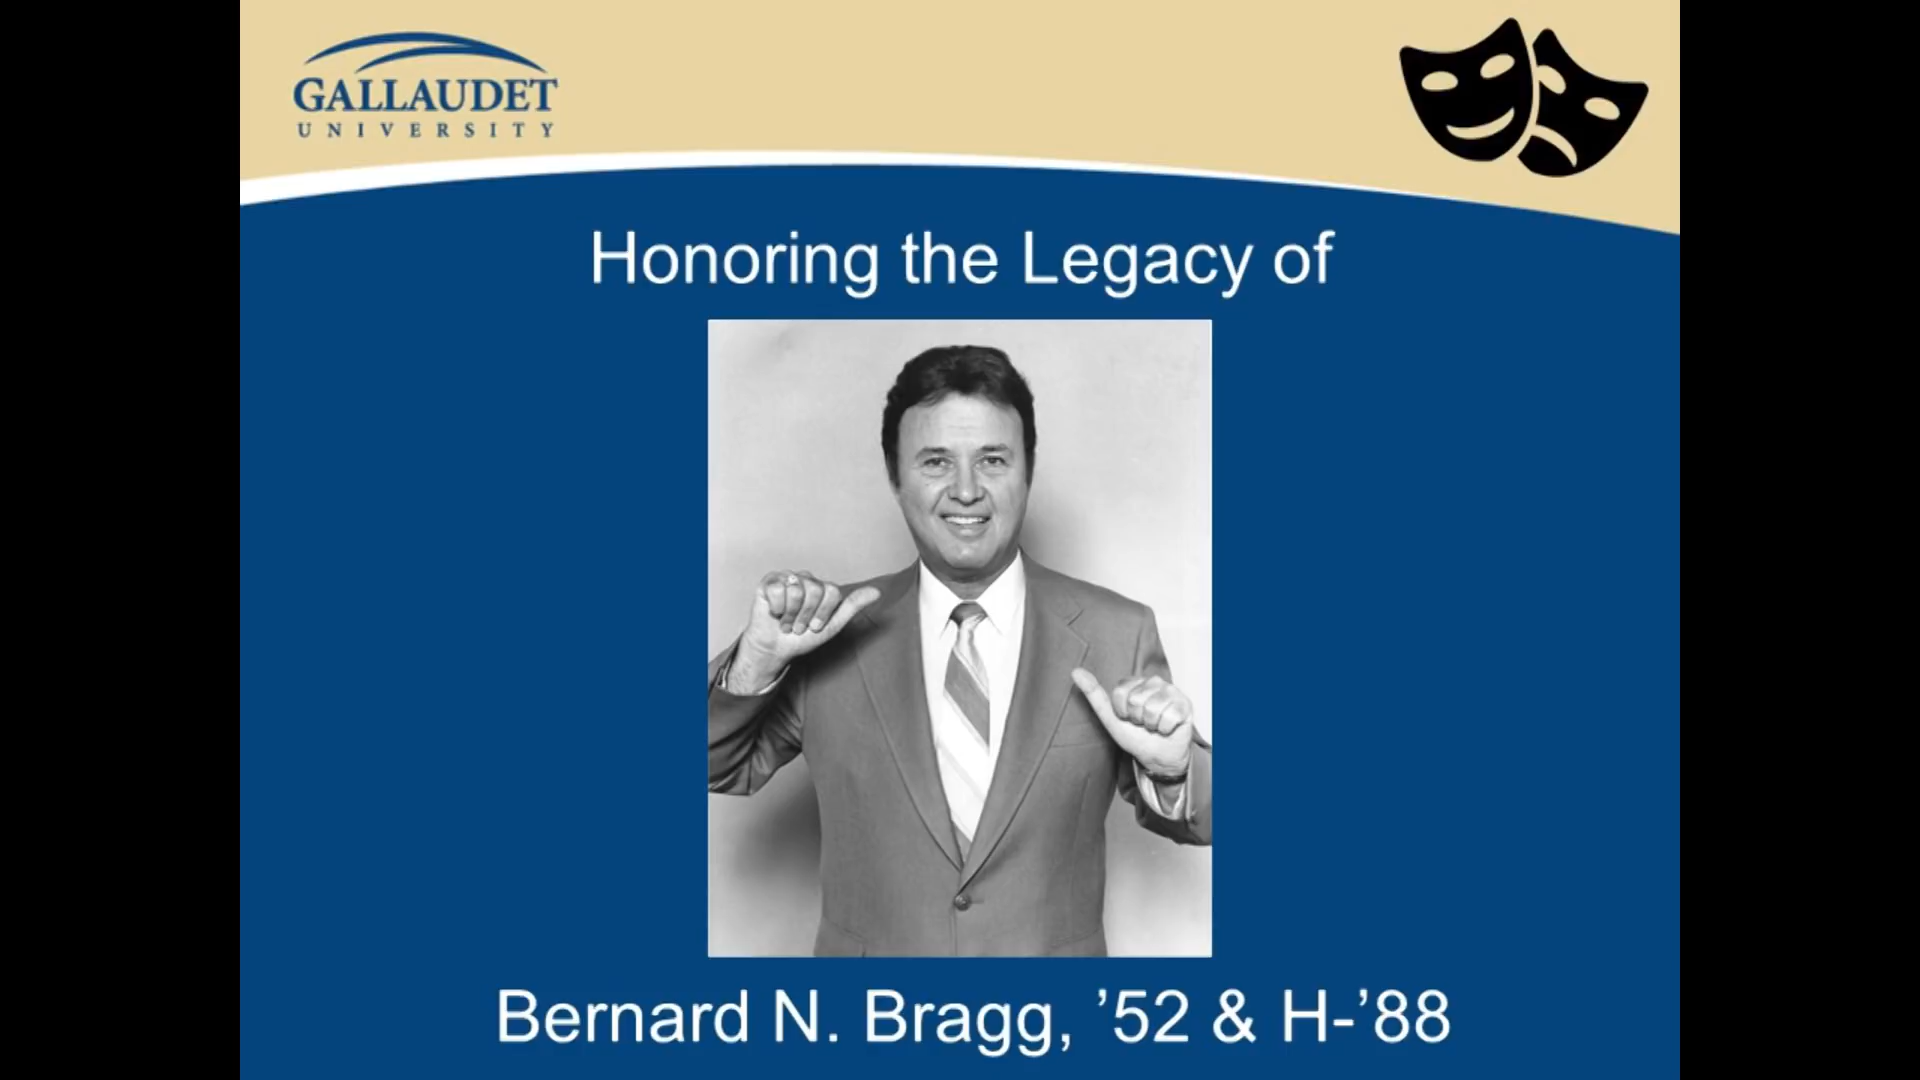 GALLAUDET
UNIVERSITY
Honoring the Legacy of
Bernard N. Bragg, ’52 & H-’88